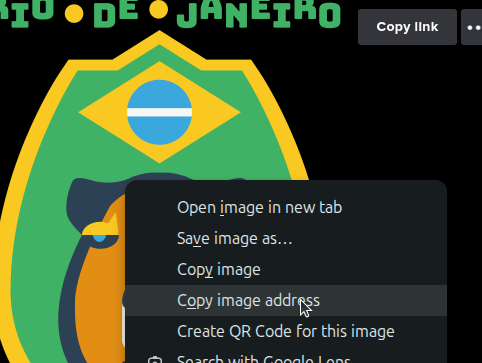 RIO • DE • JANEIRO
Copy link
Open image in new tab
Save image as...
Copy image
Copy image address
Create QR Code for this image
Search with Google Lens